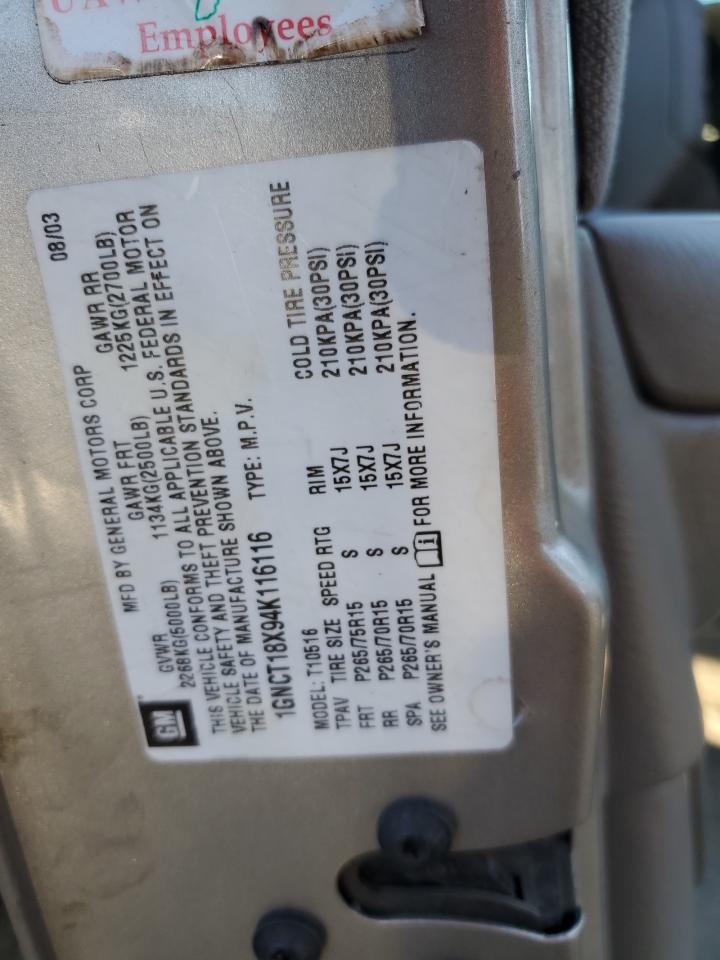 UAW
Employees
GM
MFD BY GENERAL MOTORS CORP 08/03
GVWR GAWR FRT GAWR RR
2268KG(5000LB) 1134KG(2500LB) 1225KG(2700LB)
THIS VEHICLE CONFORMS TO ALL APPLICABLE U.S. FEDERAL MOTOR
VEHICLE SAFETY AND THEFT PREVENTION STANDARDS IN EFFECT ON
THE DATE OF MANUFACTURE SHOWN ABOVE.
1GNCT18X94K116116 TYPE: M.P.V.
MODEL: T10516
TPAV TIRE SIZE SPEED RTG RIM COLD TIRE PRESSURE
FRT P265/75R15 S 15X7J 210KPA(30PSI)
RR P265/70R15 S 15X7J 210KPA(30PSI)
SPA P265/70R15 S 15X7J 210KPA(30PSI)
SEE OWNER'S MANUAL FOR MORE INFORMATION.